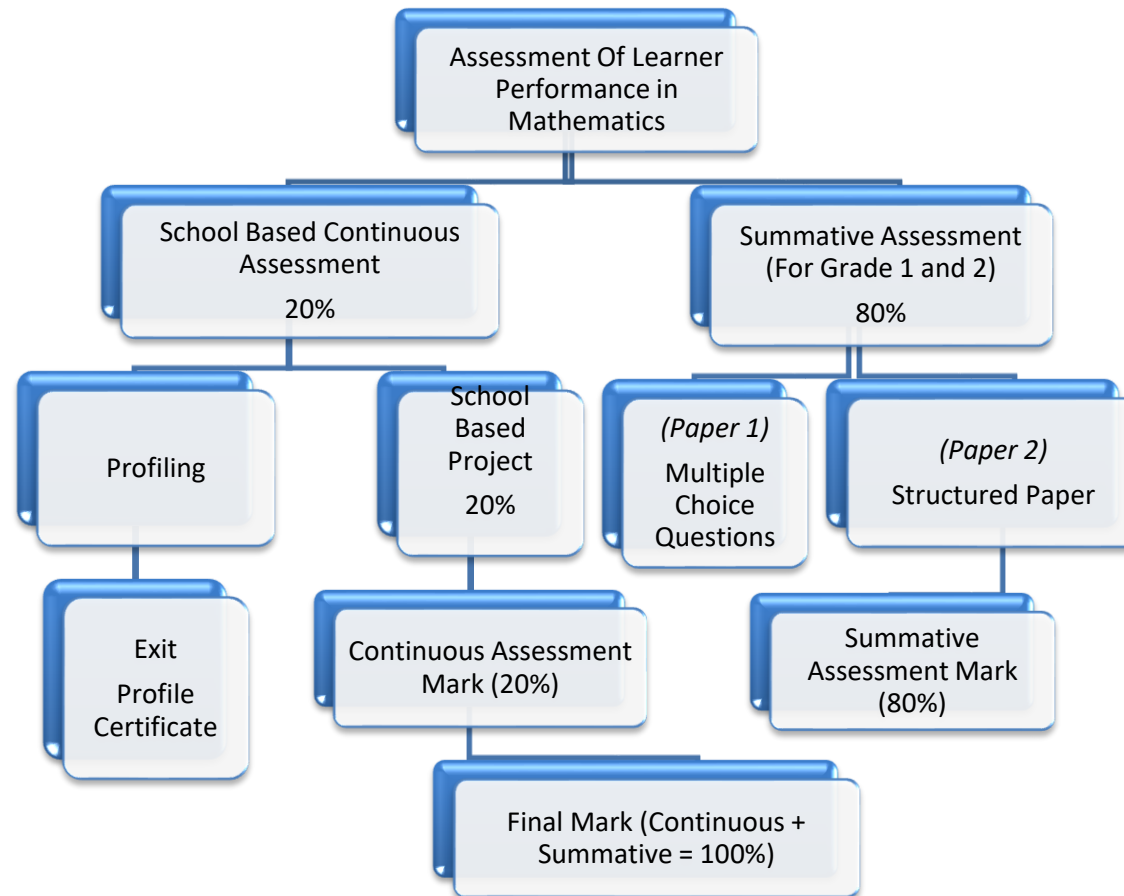 Assessment Of Learner
Performance in
Mathematics
School Based Continuous
Assessment
20%
Summative Assessment
(For Grade 1 and 2)
80%
Profiling
School
Based
Project
20%
(Paper 1)
Multiple
Choice
Questions
(Paper 2)
Structured Paper
Exit
Profile
Certificate
Continuous Assessment
Mark (20%)
Summative
Assessment Mark
(80%)
Final Mark (Continuous +
Summative = 100%)